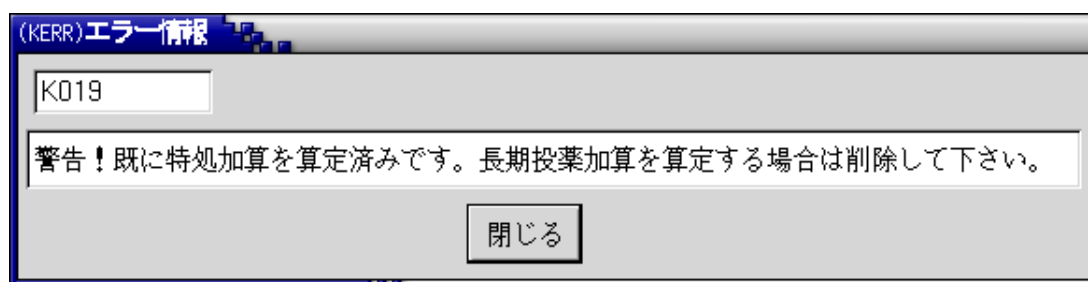 (KERR)エラー情報
K019
警告！既に特処加算を算定済みです。長期投薬加算を算定する場合は削除して下さい。
閉じる